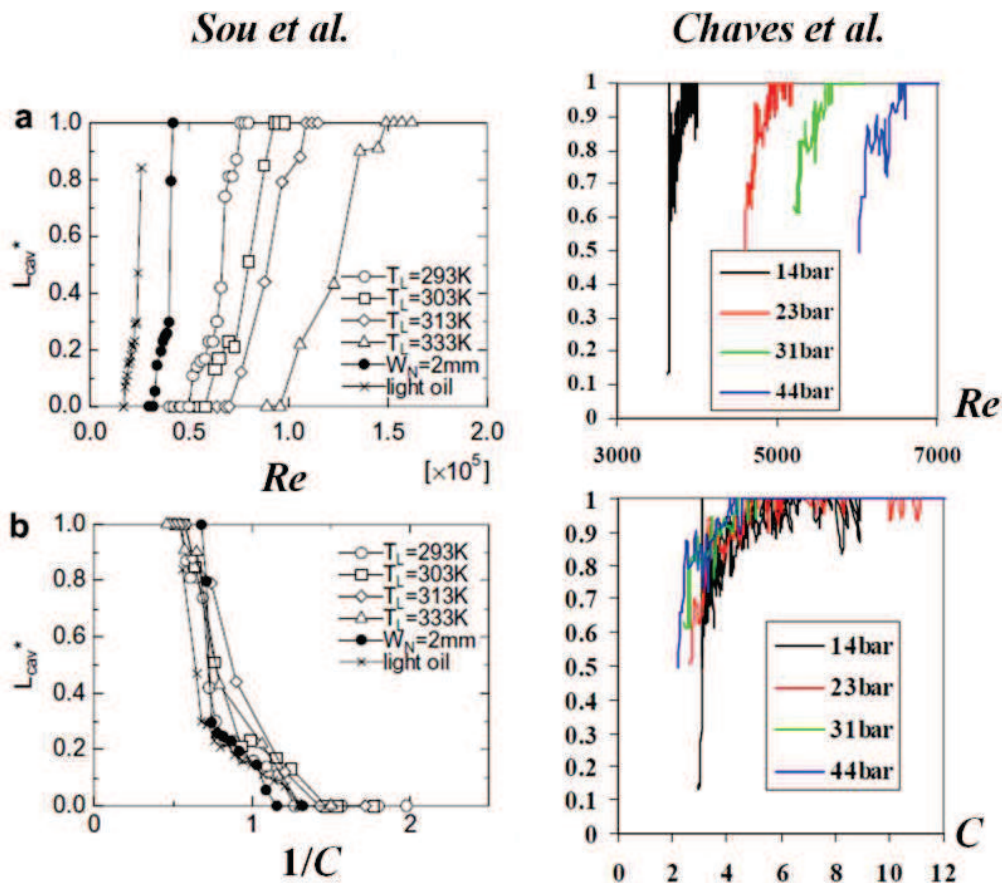 Sou et al.
Chaves et al.
a
1.0
0.8
0.6
0.4
0.2
0.0
L_cav*
T_L=293K
T_L=303K
T_L=313K
T_L=333K
W_N=2mm
light oil
0.0 0.5 1.0 1.5 2.0
Re
[×10⁵]
1
0.9
0.8
0.7
0.6
0.5
0.4
0.3
0.2
0.1
0
14bar
23bar
31bar
44bar
3000 5000 7000
Re
b
1.0
0.8
0.6
0.4
0.2
0.0
L_cav*
T_L=293K
T_L=303K
T_L=313K
T_L=333K
W_N=2mm
light oil
0 1 2
1/C
1
0.9
0.8
0.7
0.6
0.5
0.4
0.3
0.2
0.1
0
14bar
23bar
31bar
44bar
0 2 4 6 8 10 12
C